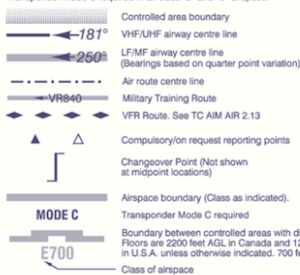 Controlled area boundary
181° VHF/UHF airway centre line
250° LF/MF airway centre line
(Bearings based on quarter point variation)
Air route centre line
VR840 Military Training Route
VFR Route. See TC AIM AIR 2.13
Compulsory/on request reporting points
Changeover Point (Not shown
at midpoint locations)
Airspace boundary (Class as indicated).
MODE C Transponder Mode C required
Boundary between controlled areas with di
Floors are 2200 feet AGL in Canada and 12
E700 in U.S.A. unless otherwise indicated. 700 f
Class of airspace